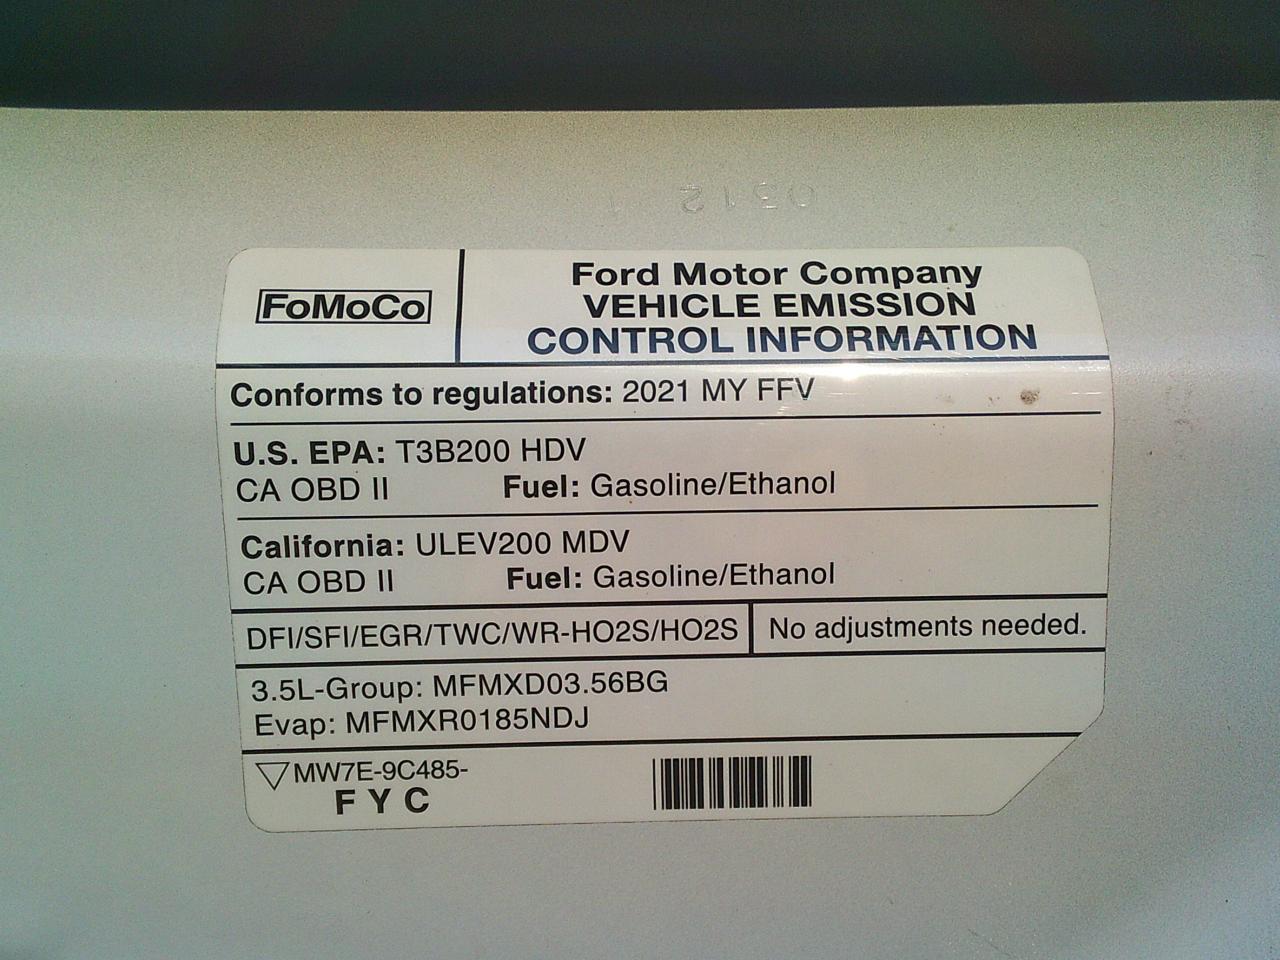 FoMoCo
Ford Motor Company
VEHICLE EMISSION
CONTROL INFORMATION
Conforms to regulations: 2021 MY FFV
U.S. EPA: T3B200 HDV
CA OBD II Fuel: Gasoline/Ethanol
California: ULEV200 MDV
CA OBD II Fuel: Gasoline/Ethanol
DFI/SFI/EGR/TWC/WR-HO2S/HO2S No adjustments needed.
3.5L-Group: MFMXD03.56BG
Evap: MFMXR0185NDJ
MW7E-9C485-
F Y C